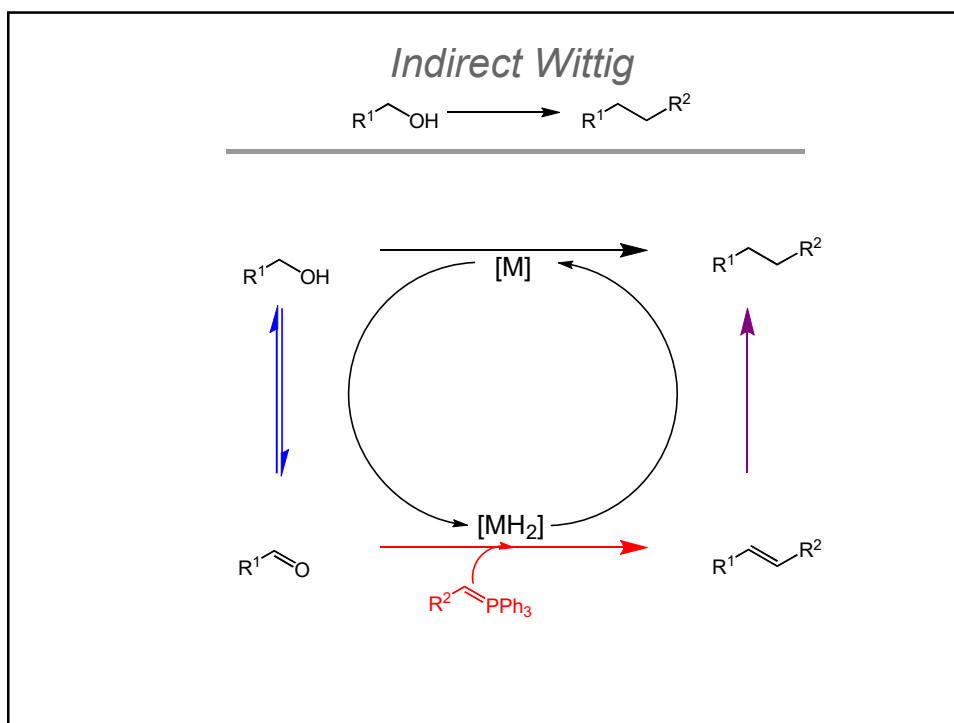 Indirect Wittig
R¹ OH R¹ R²
R¹ OH [M] R¹ R²
[MH₂]
R¹ O R¹ R²
R² PPh₃